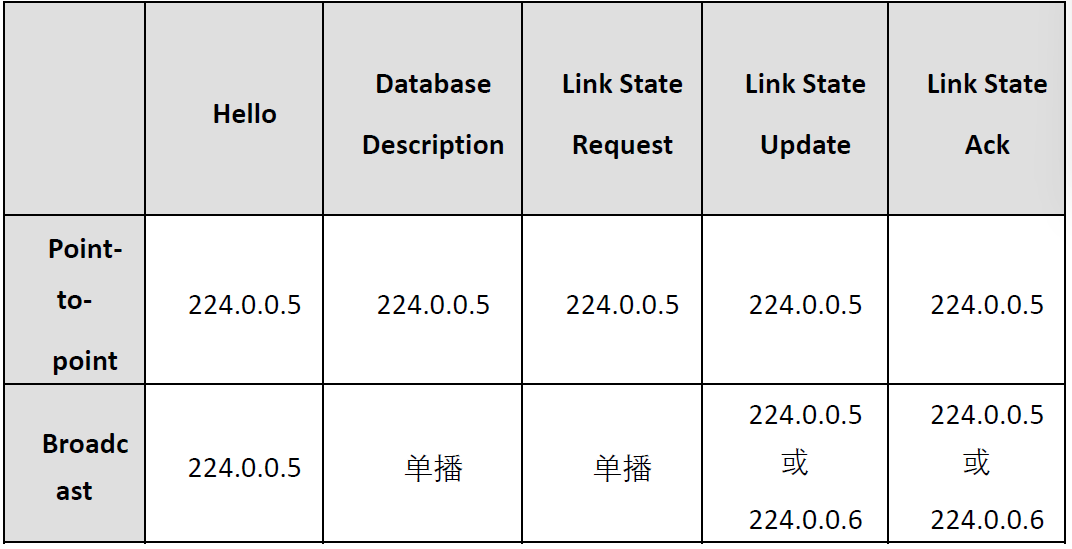 Hello
Database
Description
Link State
Request
Link State
Update
Link State
Ack
Point-
to-
point
224.0.0.5
224.0.0.5
224.0.0.5
224.0.0.5
224.0.0.5
Broadc
ast
224.0.0.5
单播
单播
224.0.0.5
或
224.0.0.6
224.0.0.5
或
224.0.0.6